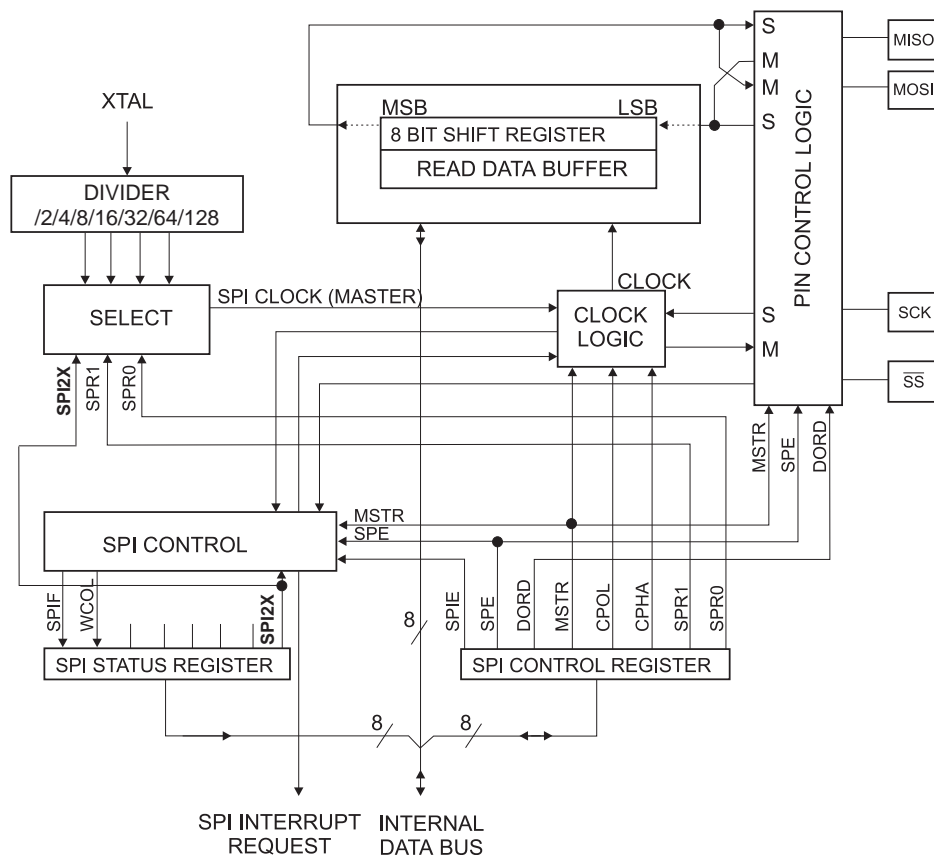 S
MISO
M
XTAL
MSB
LSB
M
MOSI
8 BIT SHIFT REGISTER
S
READ DATA BUFFER
PIN CONTROL LOGIC
DIVIDER
/2/4/8/16/32/64/128
SPI CLOCK (MASTER)
CLOCK
SELECT
CLOCK
LOGIC
S
SCK
M
SPI2X
SPR1
SPR0
SS
MSTR
SPE
DORD
MSTR
SPE
SPI CONTROL
SPIF
WCOL
SPI2X
8
SPIE
SPE
DORD
MSTR
CPOL
CPHA
SPR1
SPR0
SPI STATUS REGISTER
SPI CONTROL REGISTER
8
8
SPI INTERRUPT
REQUEST
INTERNAL
DATA BUS